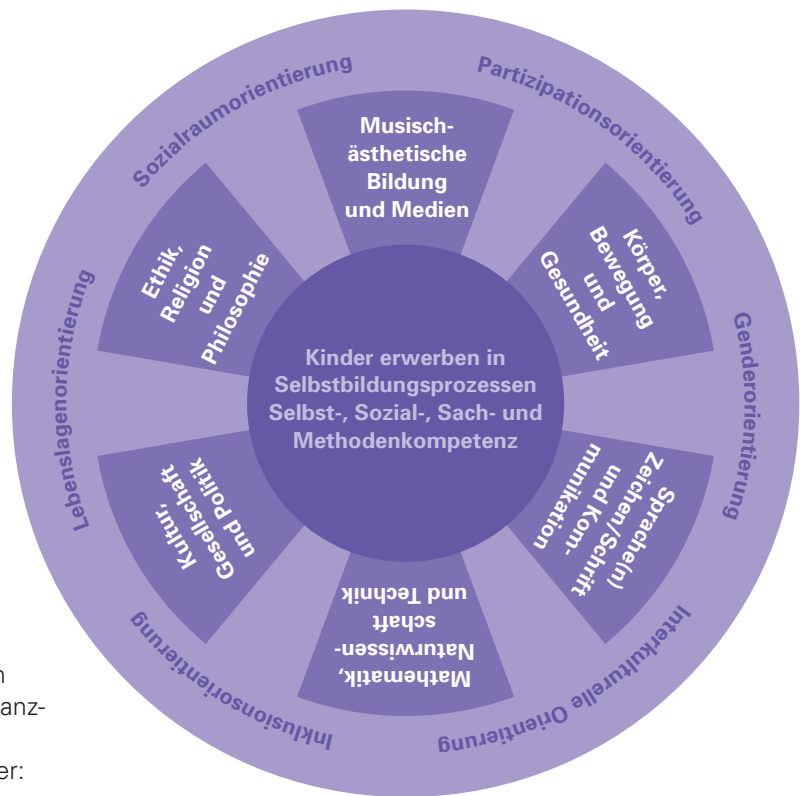 Sozialraumorientierung
Partizipationsorientierung
Genderorientierung
Interkulturelle Orientierung
Inklusionsorientierung
Lebenslagenorientierung
Musisch-
ästhetische
Bildung
und Medien
Körper,
Bewegung
und
Gesundheit
Sprache(n)
Zeichen/Schrift
und Kom-
munikation
Mathematik,
Naturwissen-
schaft
und Technik
Kultur,
Gesellschaft
und Politik
Ethik,
Religion
und
Philosophie
Kinder erwerben in
Selbstbildungsprozessen
Selbst-, Sozial-, Sach- und
Methodenkompetenz
anz-
er: